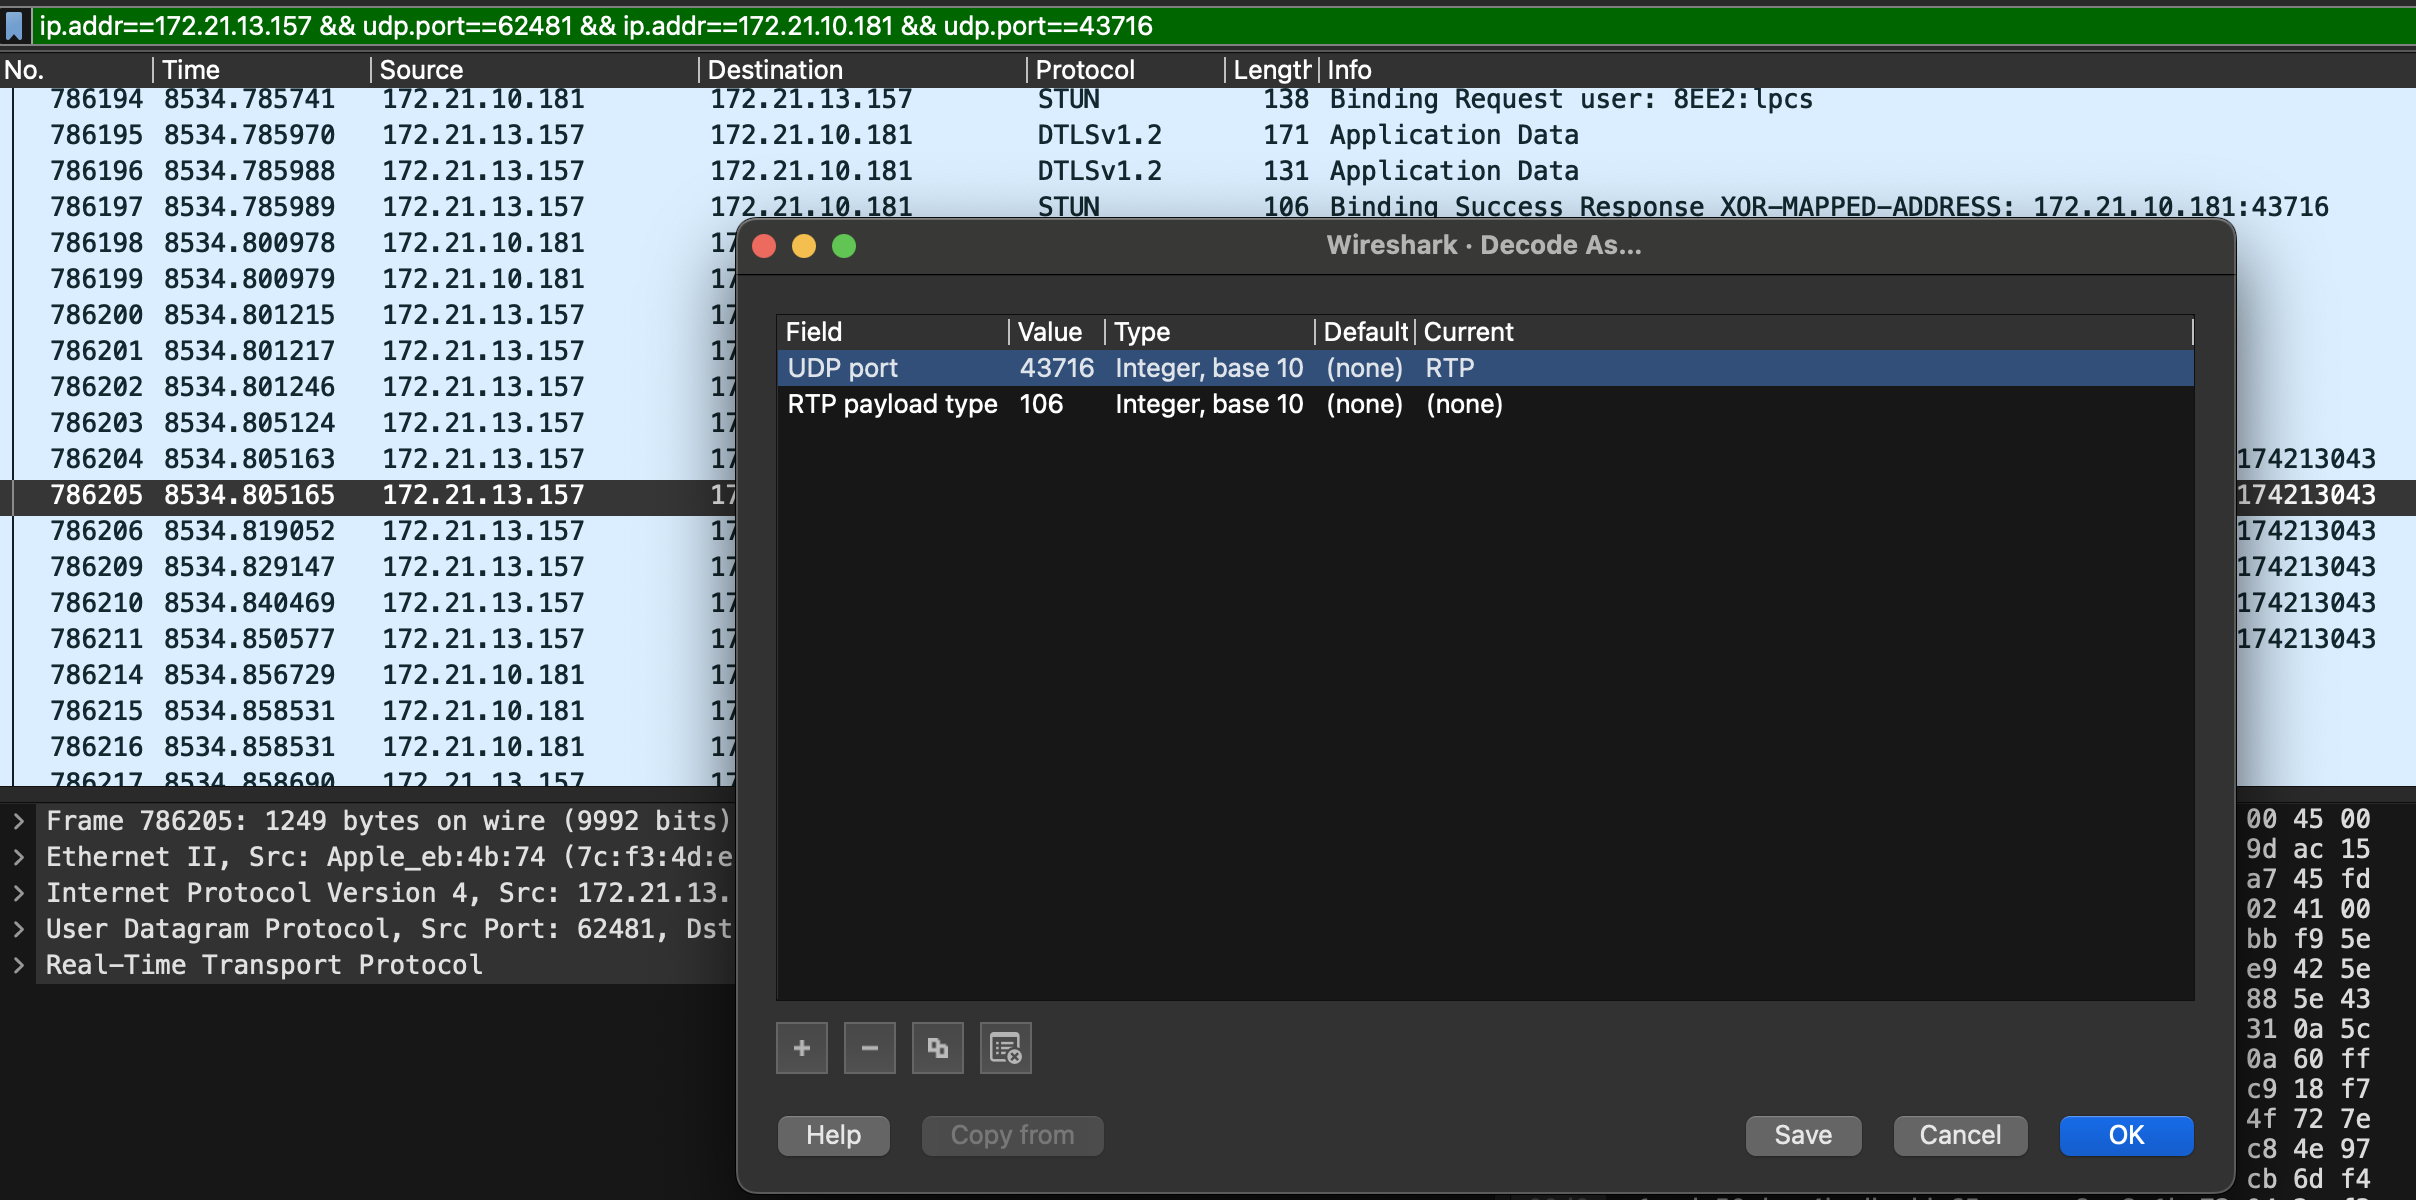 ip.addr==172.21.13.157 && udp.port==62481 && ip.addr==172.21.10.181 && udp.port==43716
No. Time Source Destination Protocol Length Info
786194 8534.785741 172.21.10.181 172.21.13.157 STUN 138 Binding Request user: 8EE2:lpcs
786195 8534.785970 172.21.13.157 172.21.10.181 DTLSv1.2 171 Application Data
786196 8534.785988 172.21.13.157 172.21.10.181 DTLSv1.2 131 Application Data
786197 8534.785989 172.21.13.157 172.21.10.181 STUN 106 Binding Success Response XOR-MAPPED-ADDRESS: 172.21.10.181:43716
786198 8534.800978 172.21.10.181 17
786199 8534.800979 172.21.10.181 17
786200 8534.801215 172.21.13.157 17
786201 8534.801217 172.21.13.157 17
786202 8534.801246 172.21.13.157 17
786203 8534.805124 172.21.13.157 17
786204 8534.805163 172.21.13.157 17 174213043
786205 8534.805165 172.21.13.157 17 174213043
786206 8534.819052 172.21.13.157 17 174213043
786209 8534.829147 172.21.13.157 17 174213043
786210 8534.840469 172.21.13.157 17 174213043
786211 8534.850577 172.21.13.157 17 174213043
786214 8534.856729 172.21.10.181 17
786215 8534.858531 172.21.10.181 17
786216 8534.858531 172.21.10.181 17
786217 8534.858690 172.21.13.157 17
Wireshark · Decode As...
Field Value Type Default Current
UDP port 43716 Integer, base 10 (none) RTP
RTP payload type 106 Integer, base 10 (none) (none)
Help Copy from Save Cancel OK
Frame 786205: 1249 bytes on wire (9992 bits)
Ethernet II, Src: Apple_eb:4b:74 (7c:f3:4d:e
Internet Protocol Version 4, Src: 172.21.13.
User Datagram Protocol, Src Port: 62481, Dst
Real-Time Transport Protocol
00 45 00
9d ac 15
a7 45 fd
02 41 00
bb f9 5e
e9 42 5e
88 5e 43
31 0a 5c
0a 60 ff
c9 18 f7
4f 72 7e
c8 4e 97
cb 6d f4